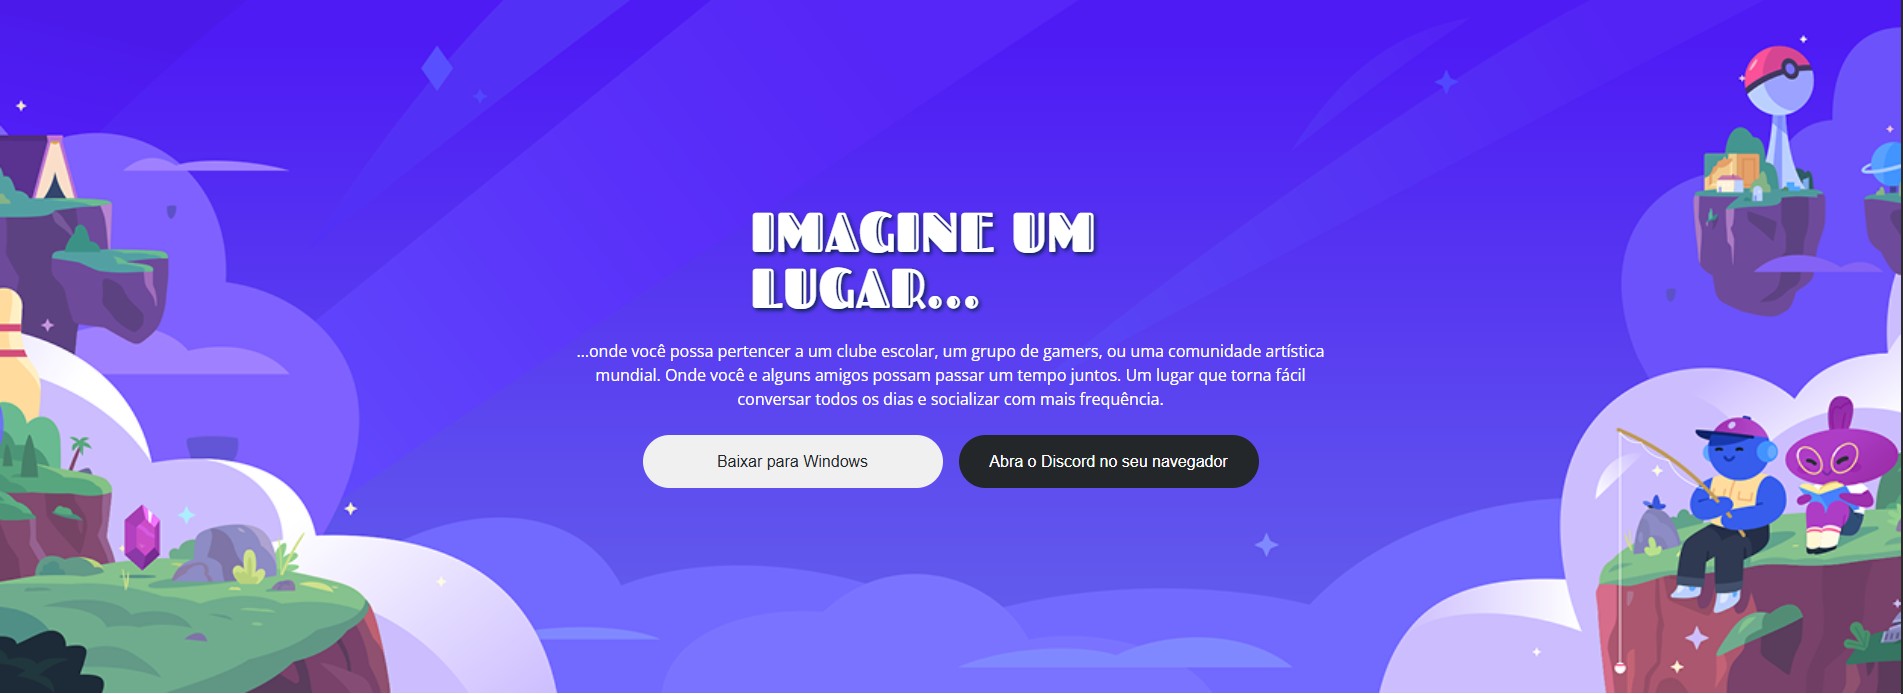 IMAGINE UM
LUGAR...
...onde você possa pertencer a um clube escolar, um grupo de gamers, ou uma comunidade artística
mundial. Onde você e alguns amigos possam passar um tempo juntos. Um lugar que torna fácil
conversar todos os dias e socializar com mais frequência.
Baixar para Windows
Abra o Discord no seu navegador